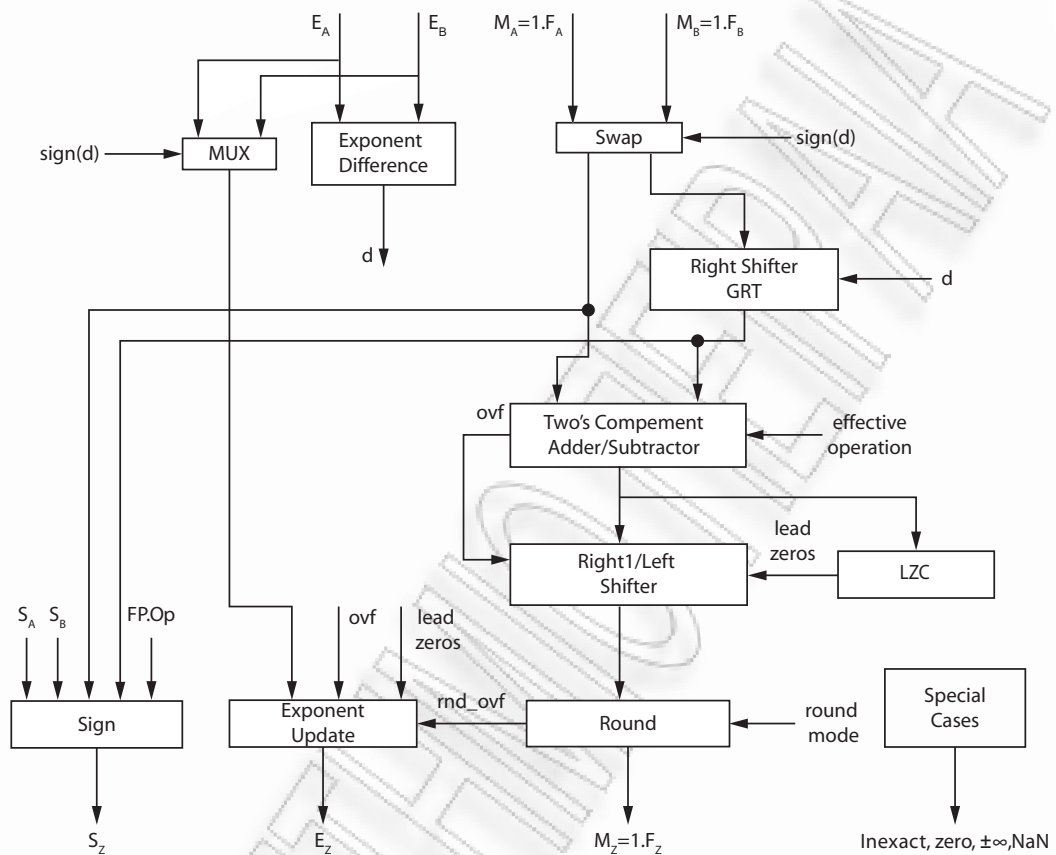 E_A
E_B
M_A=1.F_A
M_B=1.F_B
sign(d)
MUX
Exponent
Difference
Swap
sign(d)
d
Right Shifter
GRT
d
ovf
Two's Compement
Adder/Subtractor
effective
operation
Right1/Left
Shifter
lead
zeros
LZC
S_A
S_B
FP.Op
ovf
lead
zeros
Sign
Exponent
Update
rnd_ovf
Round
round
mode
Special
Cases
S_Z
E_Z
M_Z=1.F_Z
Inexact, zero, ±∞,NaN